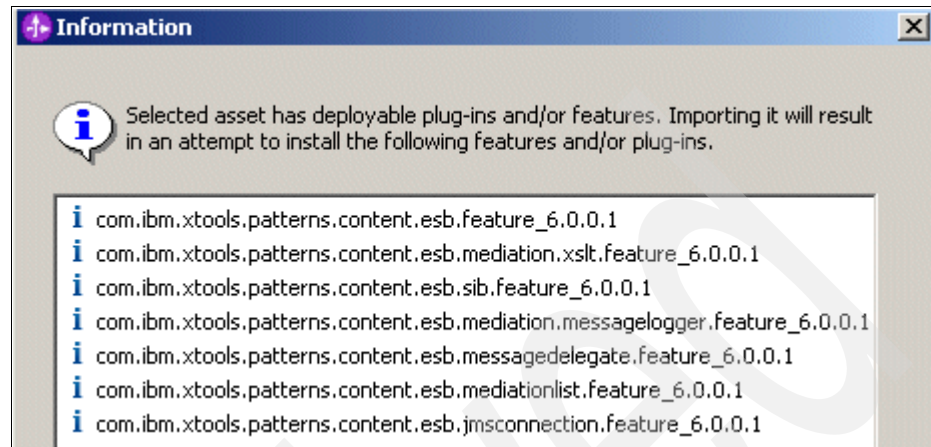 Information
Selected asset has deployable plug-ins and/or features. Importing it will result
in an attempt to install the following features and/or plug-ins.
com.ibm.xtools.patterns.content.esb.feature_6.0.0.1
com.ibm.xtools.patterns.content.esb.mediation.xslt.feature_6.0.0.1
com.ibm.xtools.patterns.content.esb.sib.feature_6.0.0.1
com.ibm.xtools.patterns.content.esb.mediation.messagelogger.feature_6.0.0.1
com.ibm.xtools.patterns.content.esb.messagedelegate.feature_6.0.0.1
com.ibm.xtools.patterns.content.esb.mediationlist.feature_6.0.0.1
com.ibm.xtools.patterns.content.esb.jmsconnection.feature_6.0.0.1